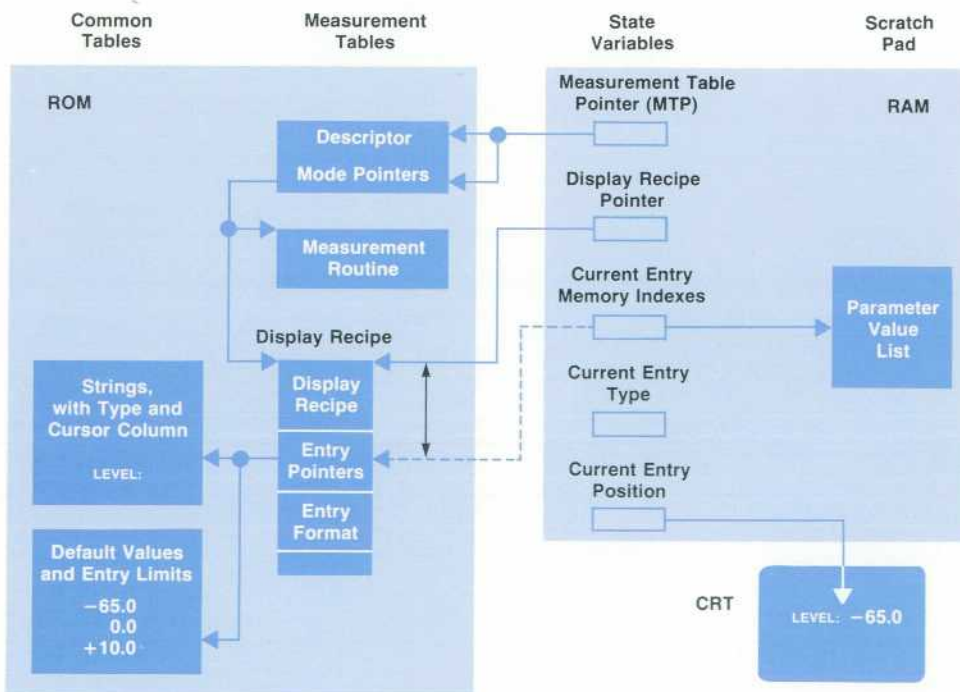 Common
Tables
Measurement
Tables
State
Variables
Scratch
Pad
ROM
Descriptor
Mode Pointers
Measurement
Routine
Display Recipe
Display
Recipe
Entry
Pointers
Entry
Format
Strings,
with Type and
Cursor Column
LEVEL:
Default Values
and Entry Limits
−65.0
0.0
+10.0
Measurement Table
Pointer (MTP)
RAM
Display Recipe
Pointer
Current Entry
Memory Indexes
Current Entry
Type
Current Entry
Position
Parameter
Value
List
CRT
LEVEL: −65.0